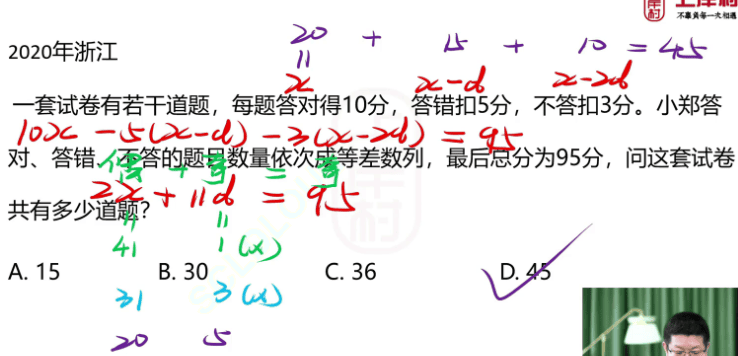 上岸村
不辜负每一次相遇
20 + 15 + 10 = 45
2020年浙江
11
x x-d x-2d
一套试卷有若干道题，每题答对得10分，答错扣5分，不答扣3分。小郑答
10x - 5(x-d) - 3(x-2d) = 95
对、答错、不答的题目数量依次成等差数列，最后总分为95分，问这套试卷
偶 + 奇 = 奇
2x + 11d = 95
共有多少道题？
11 11
41 1(x)
A. 15 B. 30 C. 36 D. 45
31 3(x)
20 5